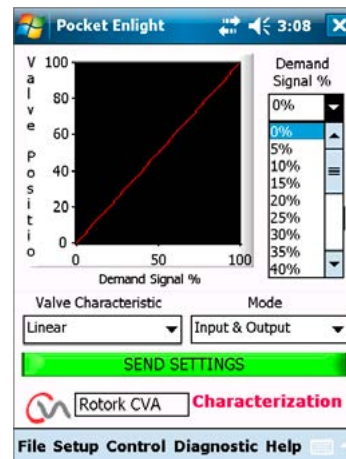 Pocket Enlight 3:08
Valve Positio
100
80
60
40
20
0
0 50 100
Demand Signal %
Demand
Signal %
0%
0%
5%
10%
15%
20%
25%
30%
35%
40%
Valve Characteristic Mode
Linear Input & Output
SEND SETTINGS
Rotork CVA Characterization
File Setup Control Diagnostic Help